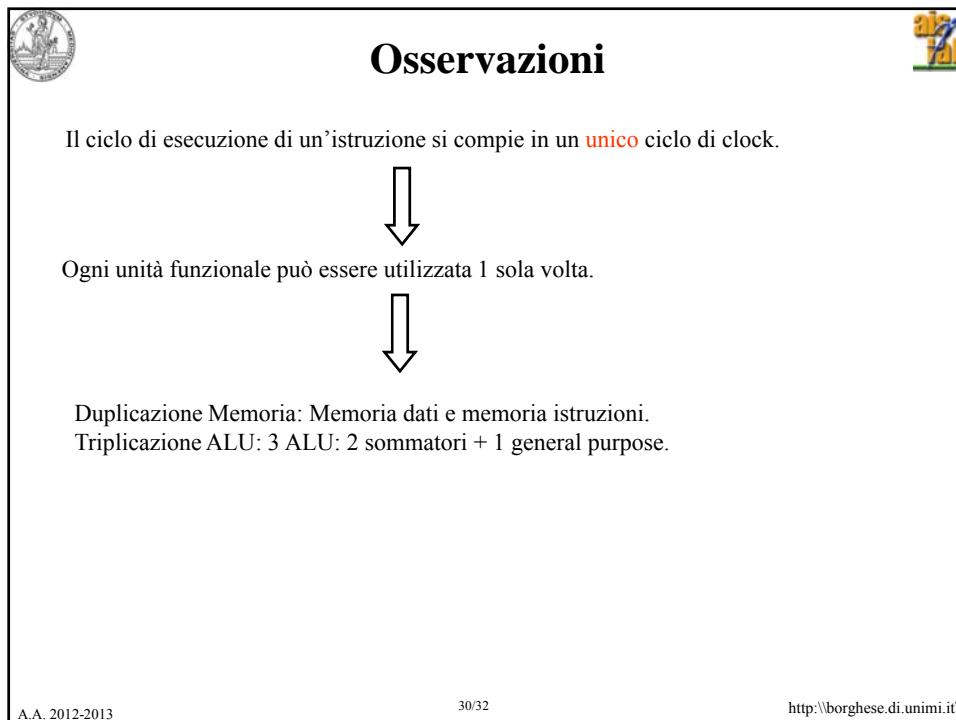 Osservazioni
Il ciclo di esecuzione di un’istruzione si compie in un unico ciclo di clock.
Ogni unità funzionale può essere utilizzata 1 sola volta.
Duplicazione Memoria: Memoria dati e memoria istruzioni.
Triplicazione ALU: 3 ALU: 2 sommatori + 1 general purpose.
A.A. 2012-2013
30/32
http:\\borghese.di.unimi.it\